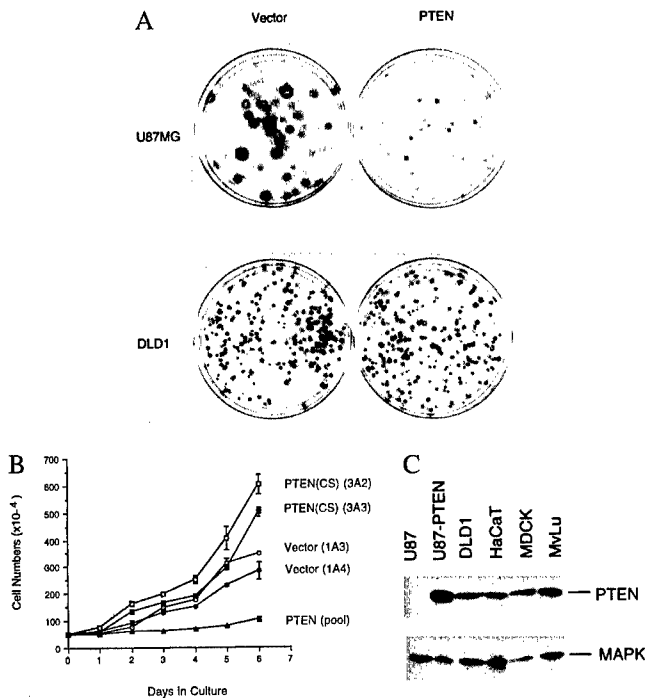 A
Vector PTEN
U87MG
DLD1
B
Cell Numbers (x10-4)
700
600
500
400
300
200
100
0
0 1 2 3 4 5 6 7
Days in Culture
PTEN(CS) (3A2)
PTEN(CS) (3A3)
Vector (1A3)
Vector (1A4)
PTEN (pool)
C
U87
U87-PTEN
DLD1
HaCaT
MDCK
MvLu
PTEN
MAPK